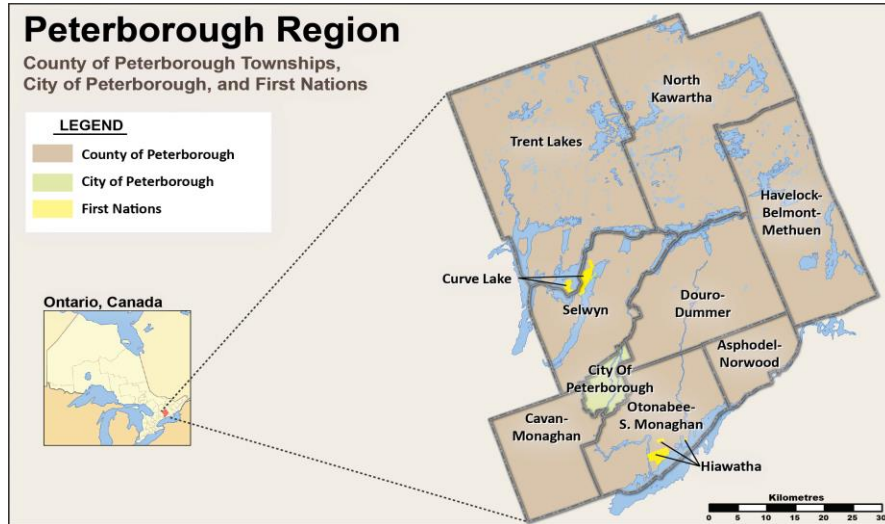 Peterborough Region
County of Peterborough Townships,
City of Peterborough, and First Nations
LEGEND
County of Peterborough
City of Peterborough
First Nations
Ontario, Canada
North
Kawartha
Trent Lakes
Havelock-
Belmont-
Methuen
Curve Lake
Selwyn
Douro-
Dummer
Asphodel-
Norwood
City Of
Peterborough
Otonabee-
S. Monaghan
Cavan-
Monaghan
Hiawatha
Kilometres
0 5 10 15 20 25 30